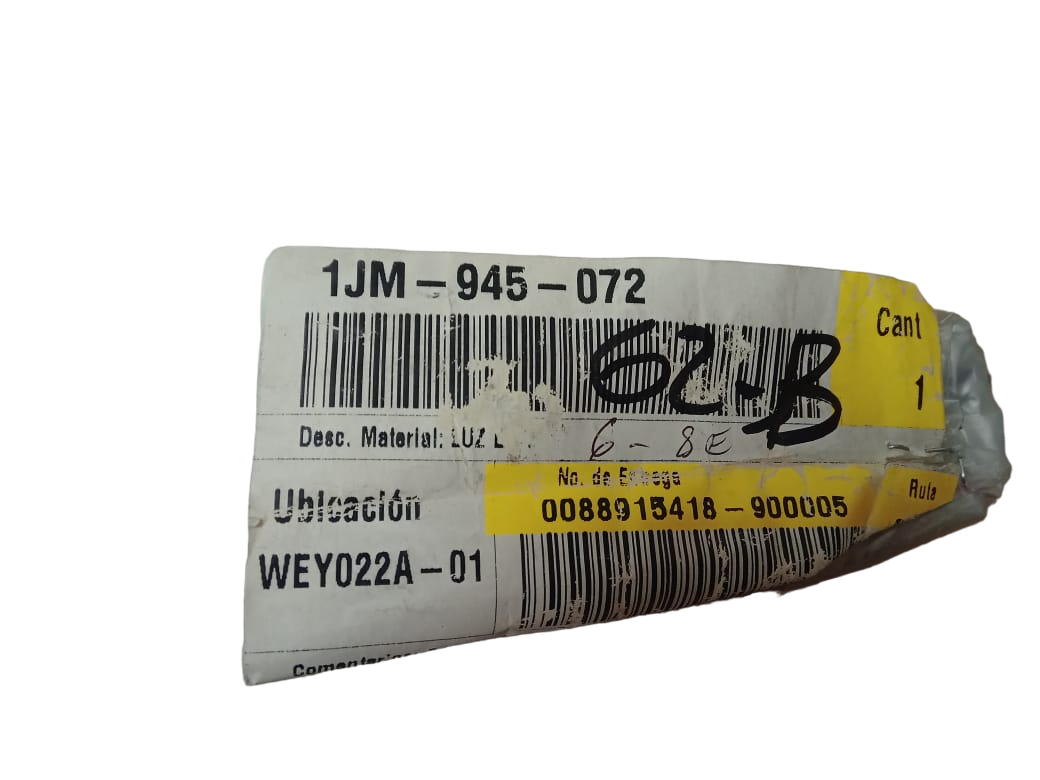 1JM-945-072
Cant
1
62-B
Desc. Material: LUZ
6-8E
No. de Entrega
0088915418-900005
Ruta
Ubicación
WEY022A-01